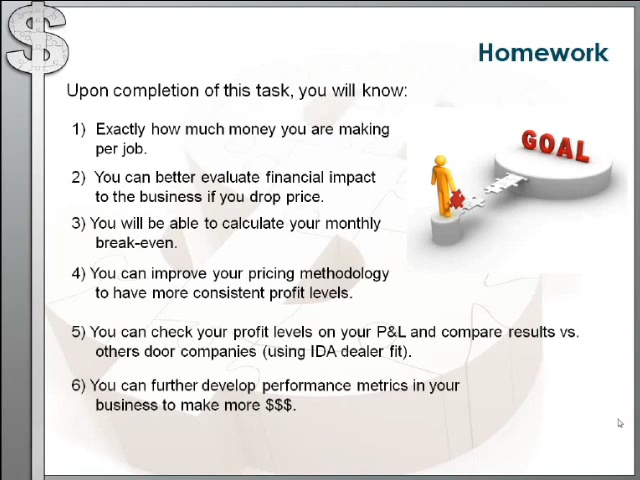 Homework
Upon completion of this task, you will know:
1) Exactly how much money you are making
per job.
2) You can better evaluate financial impact
to the business if you drop price.
3) You will be able to calculate your monthly
break-even.
4) You can improve your pricing methodology
to have more consistent profit levels.
5) You can check your profit levels on your P&L and compare results vs.
others door companies (using IDA dealer fit).
6) You can further develop performance metrics in your
business to make more $$$.
GOAL
$